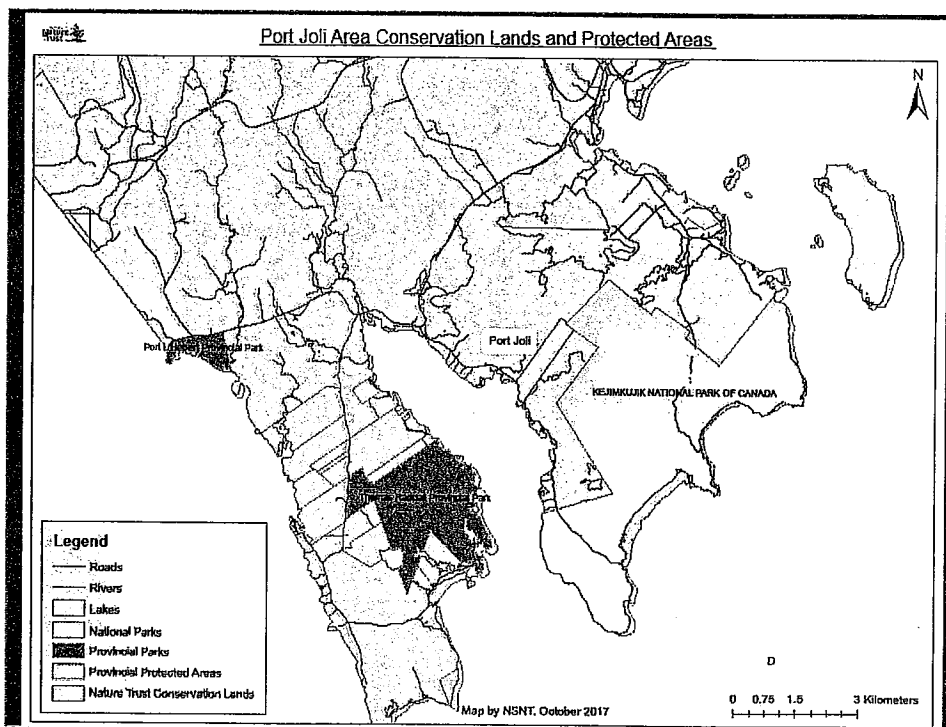 Port Joli Area Conservation Lands and Protected Areas
N
Port Joli
Provincial Park
KEJIMKUJIK NATIONAL PARK OF CANADA
Provincial Park
Legend
Roads
Rivers
Lakes
National Parks
Provincial Parks
Provincial Protected Areas
Nature Trust Conservation Lands
D
Map by NSNT, October 2017
0 0.75 1.5 3 Kilometers